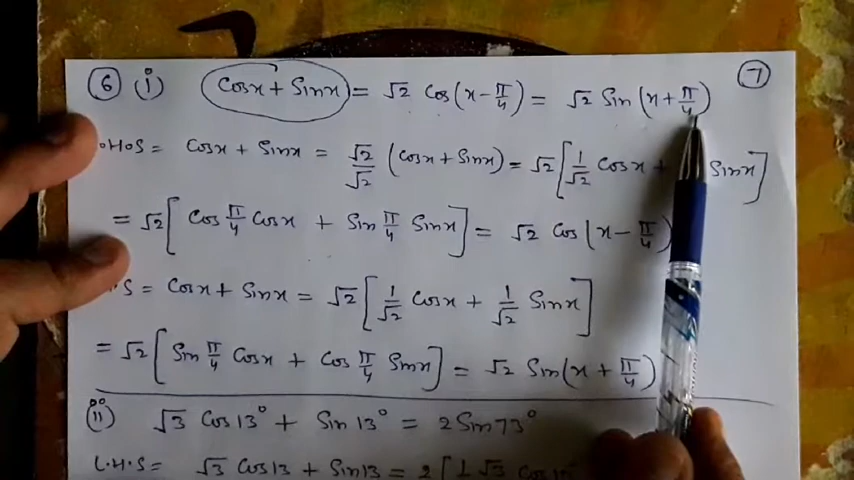 6 (i) Cosx + Sinx = √2 Cos(x - π/4) = √2 Sin(x + π/4) 7
.H.S = Cosx + Sinx = √2/√2 (Cosx + Sinx) = √2[1/√2 Cosx + Sinx]
= √2[Cos π/4 Cosx + Sin π/4 Sinx] = √2 Cos(x - π/4)
S = Cosx + Sinx = √2[1/√2 Cosx + 1/√2 Sinx]
= √2[Sin π/4 Cosx + Cos π/4 Sinx] = √2 Sin(x + π/4)
(ii) √3 Cos13° + Sin13° = 2Sin73°
L.H.S = √3 Cos13 + Sin13 = 2[1 √3